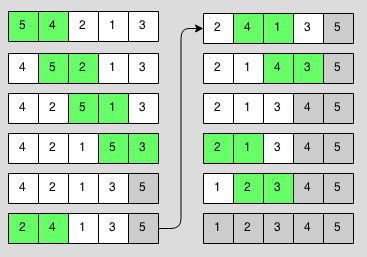 5 4 2 1 3
4 5 2 1 3
4 2 5 1 3
4 2 1 5 3
4 2 1 3 5
2 4 1 3 5
2 4 1 3 5
2 1 4 3 5
2 1 3 4 5
2 1 3 4 5
1 2 3 4 5
1 2 3 4 5